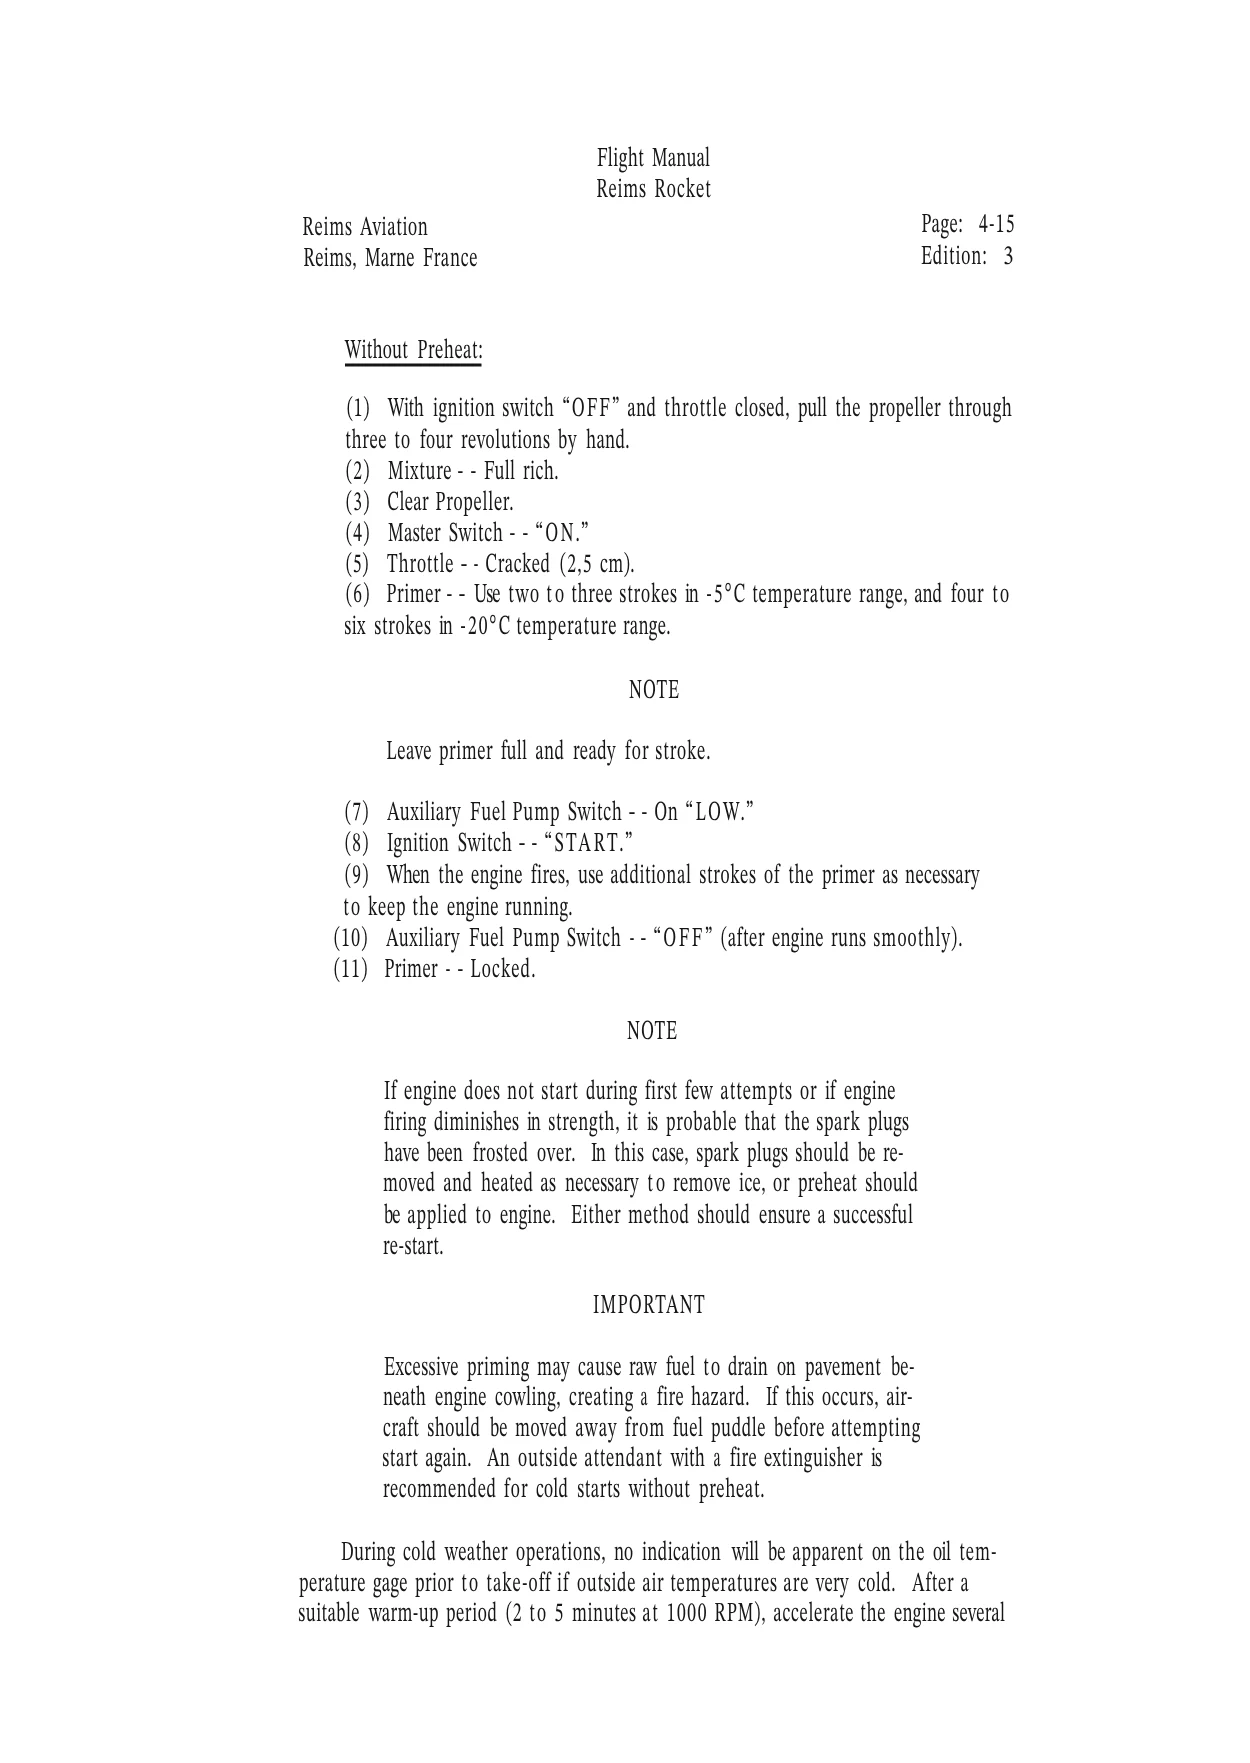 Flight Manual
Reims Rocket
Reims Aviation
Reims, Marne France
Page: 4-15
Edition: 3
Without Preheat:
(1) With ignition switch “OFF” and throttle closed, pull the propeller through
three to four revolutions by hand.
(2) Mixture - - Full rich.
(3) Clear Propeller.
(4) Master Switch - - “ON.”
(5) Throttle - - Cracked (2,5 cm).
(6) Primer - - Use two to three strokes in -5°C temperature range, and four to
six strokes in -20°C temperature range.
NOTE
Leave primer full and ready for stroke.
(7) Auxiliary Fuel Pump Switch - - On “LOW.”
(8) Ignition Switch - - “START.”
(9) When the engine fires, use additional strokes of the primer as necessary
to keep the engine running.
(10) Auxiliary Fuel Pump Switch - - “OFF” (after engine runs smoothly).
(11) Primer - - Locked.
NOTE
If engine does not start during first few attempts or if engine
firing diminishes in strength, it is probable that the spark plugs
have been frosted over. In this case, spark plugs should be re-
moved and heated as necessary to remove ice, or preheat should
be applied to engine. Either method should ensure a successful
re-start.
IMPORTANT
Excessive priming may cause raw fuel to drain on pavement be-
neath engine cowling, creating a fire hazard. If this occurs, air-
craft should be moved away from fuel puddle before attempting
start again. An outside attendant with a fire extinguisher is
recommended for cold starts without preheat.
During cold weather operations, no indication will be apparent on the oil tem-
perature gage prior to take-off if outside air temperatures are very cold. After a
suitable warm-up period (2 to 5 minutes at 1000 RPM), accelerate the engine several